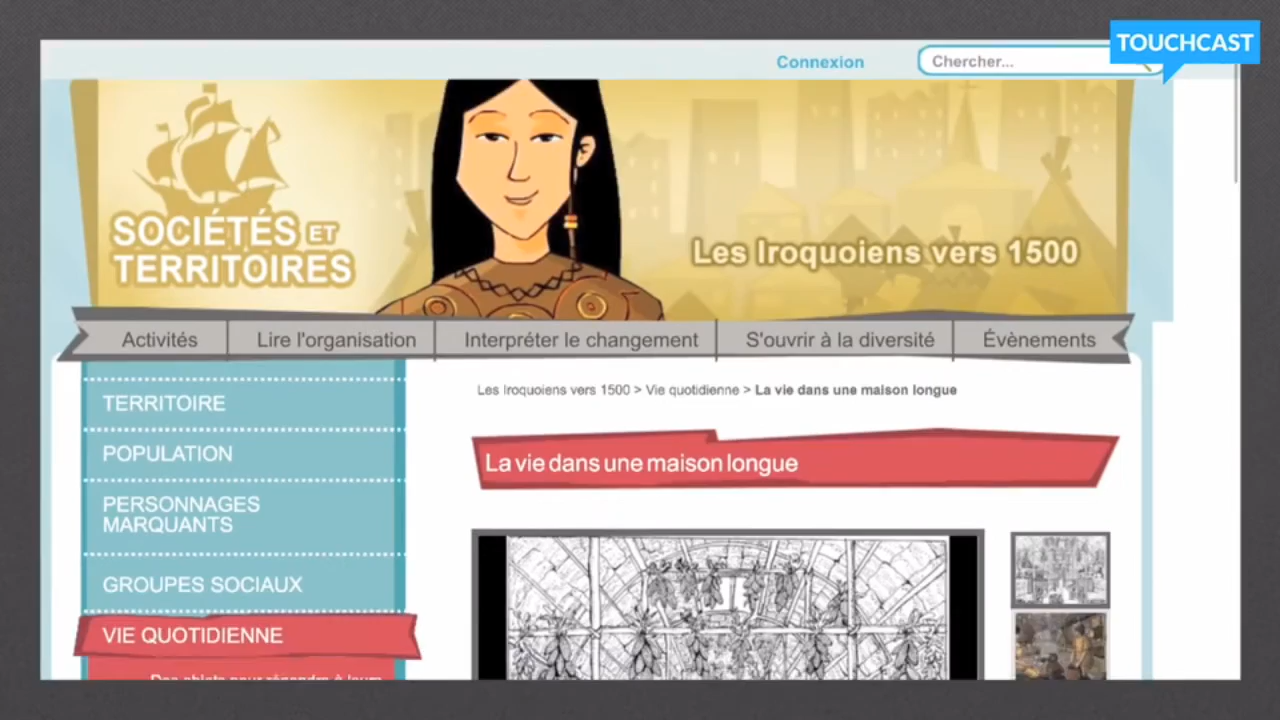 TOUCHCAST
Connexion
Chercher...
SOCIÉTÉS ET
TERRITOIRES
Les Iroquoiens vers 1500
Activités
Lire l'organisation
Interpréter le changement
S'ouvrir à la diversité
Évènements
Les Iroquoiens vers 1500 > Vie quotidienne > La vie dans une maison longue
TERRITOIRE
POPULATION
PERSONNAGES
MARQUANTS
GROUPES SOCIAUX
VIE QUOTIDIENNE
La vie dans une maison longue